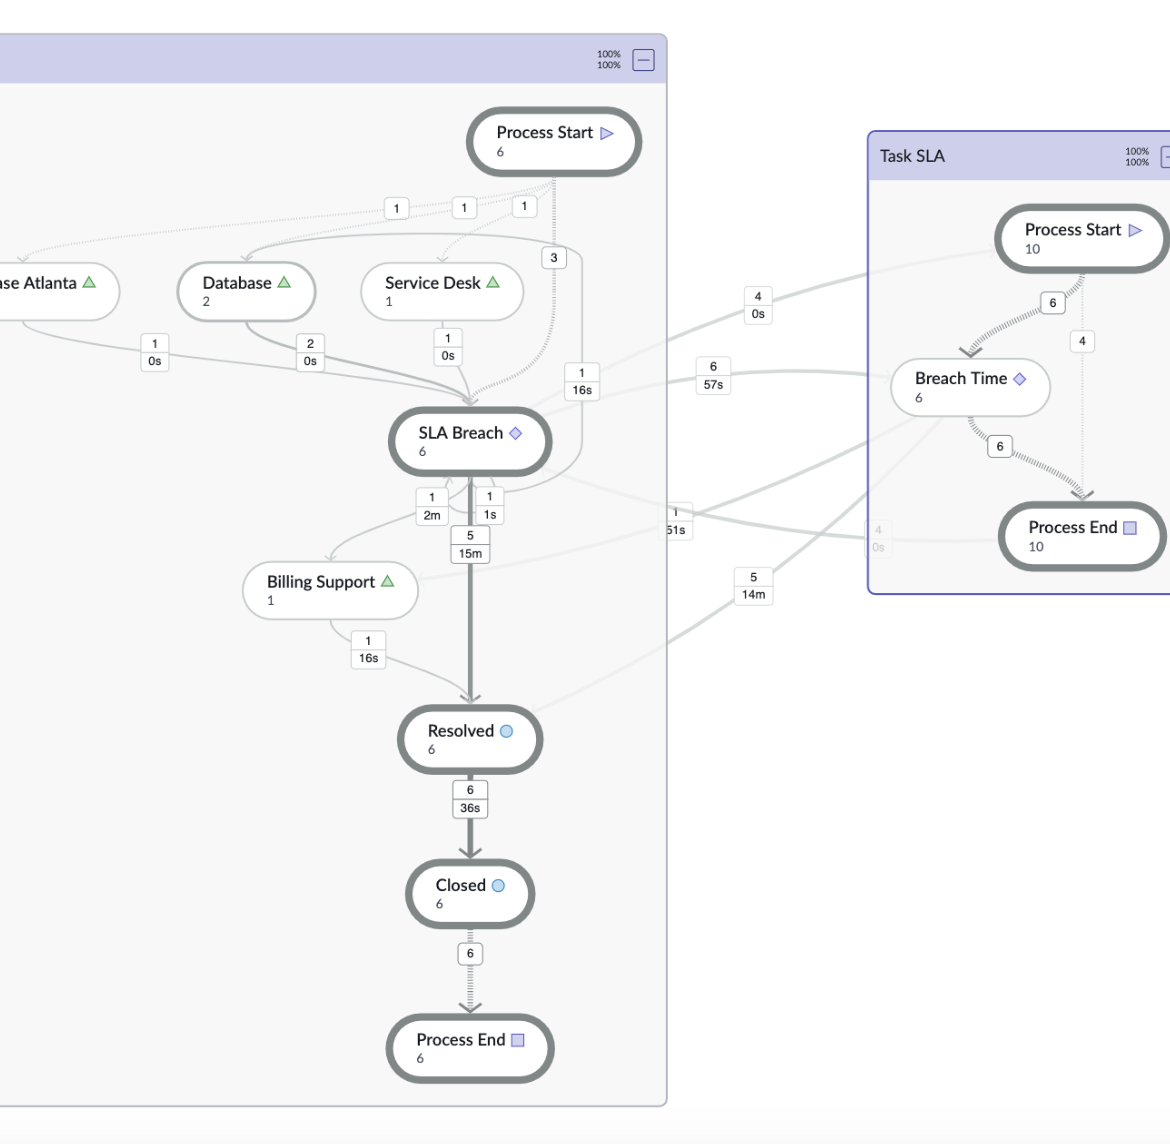 100%
100%
Process Start
6
Task SLA
100%
100%
Process Start
10
1
1
1
3
6
4
ase Atlanta
Database
2
Service Desk
1
4
0s
1
0s
2
0s
1
0s
1
16s
6
57s
Breach Time
6
SLA Breach
6
6
1
2m
1
1s
5
15m
1
51s
4
0s
Process End
10
Billing Support
1
5
14m
1
16s
Resolved
6
6
36s
Closed
6
6
Process End
6